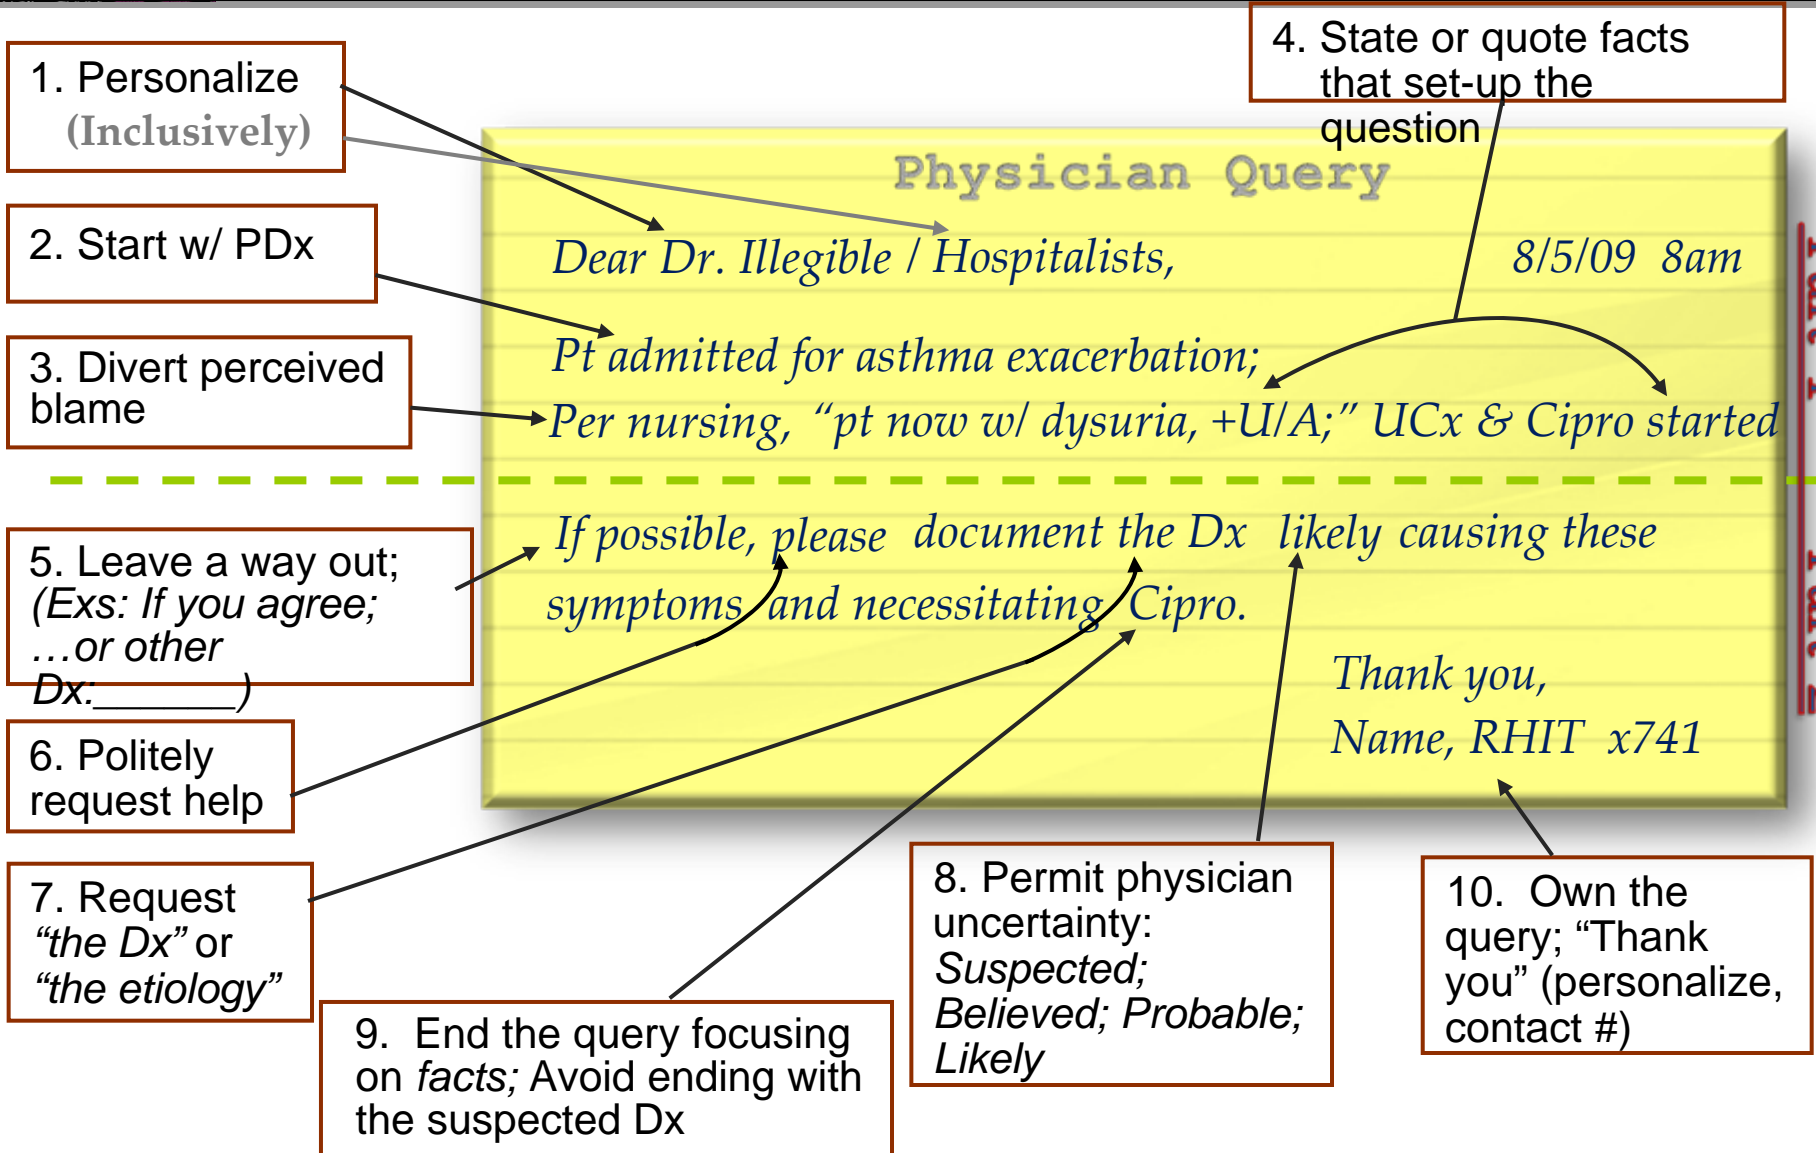 1. Personalize
(Inclusively)
2. Start w/ PDx
3. Divert perceived
blame
4. State or quote facts
that set-up the
question
Physician Query
Dear Dr. Illegible / Hospitalists,
8/5/09 8am
Pt admitted for asthma exacerbation;
Per nursing, “pt now w/ dysuria, +U/A;” UCx & Cipro started
If possible, please document the Dx likely causing these
symptoms and necessitating Cipro.
Thank you,
Name, RHIT x741
5. Leave a way out;
(Exs: If you agree;
…or other
Dx:______)
6. Politely
request help
7. Request
“the Dx” or
“the etiology”
8. Permit physician
uncertainty:
Suspected;
Believed; Probable;
Likely
9. End the query focusing
on facts; Avoid ending with
the suspected Dx
10. Own the
query; “Thank
you” (personalize,
contact #)